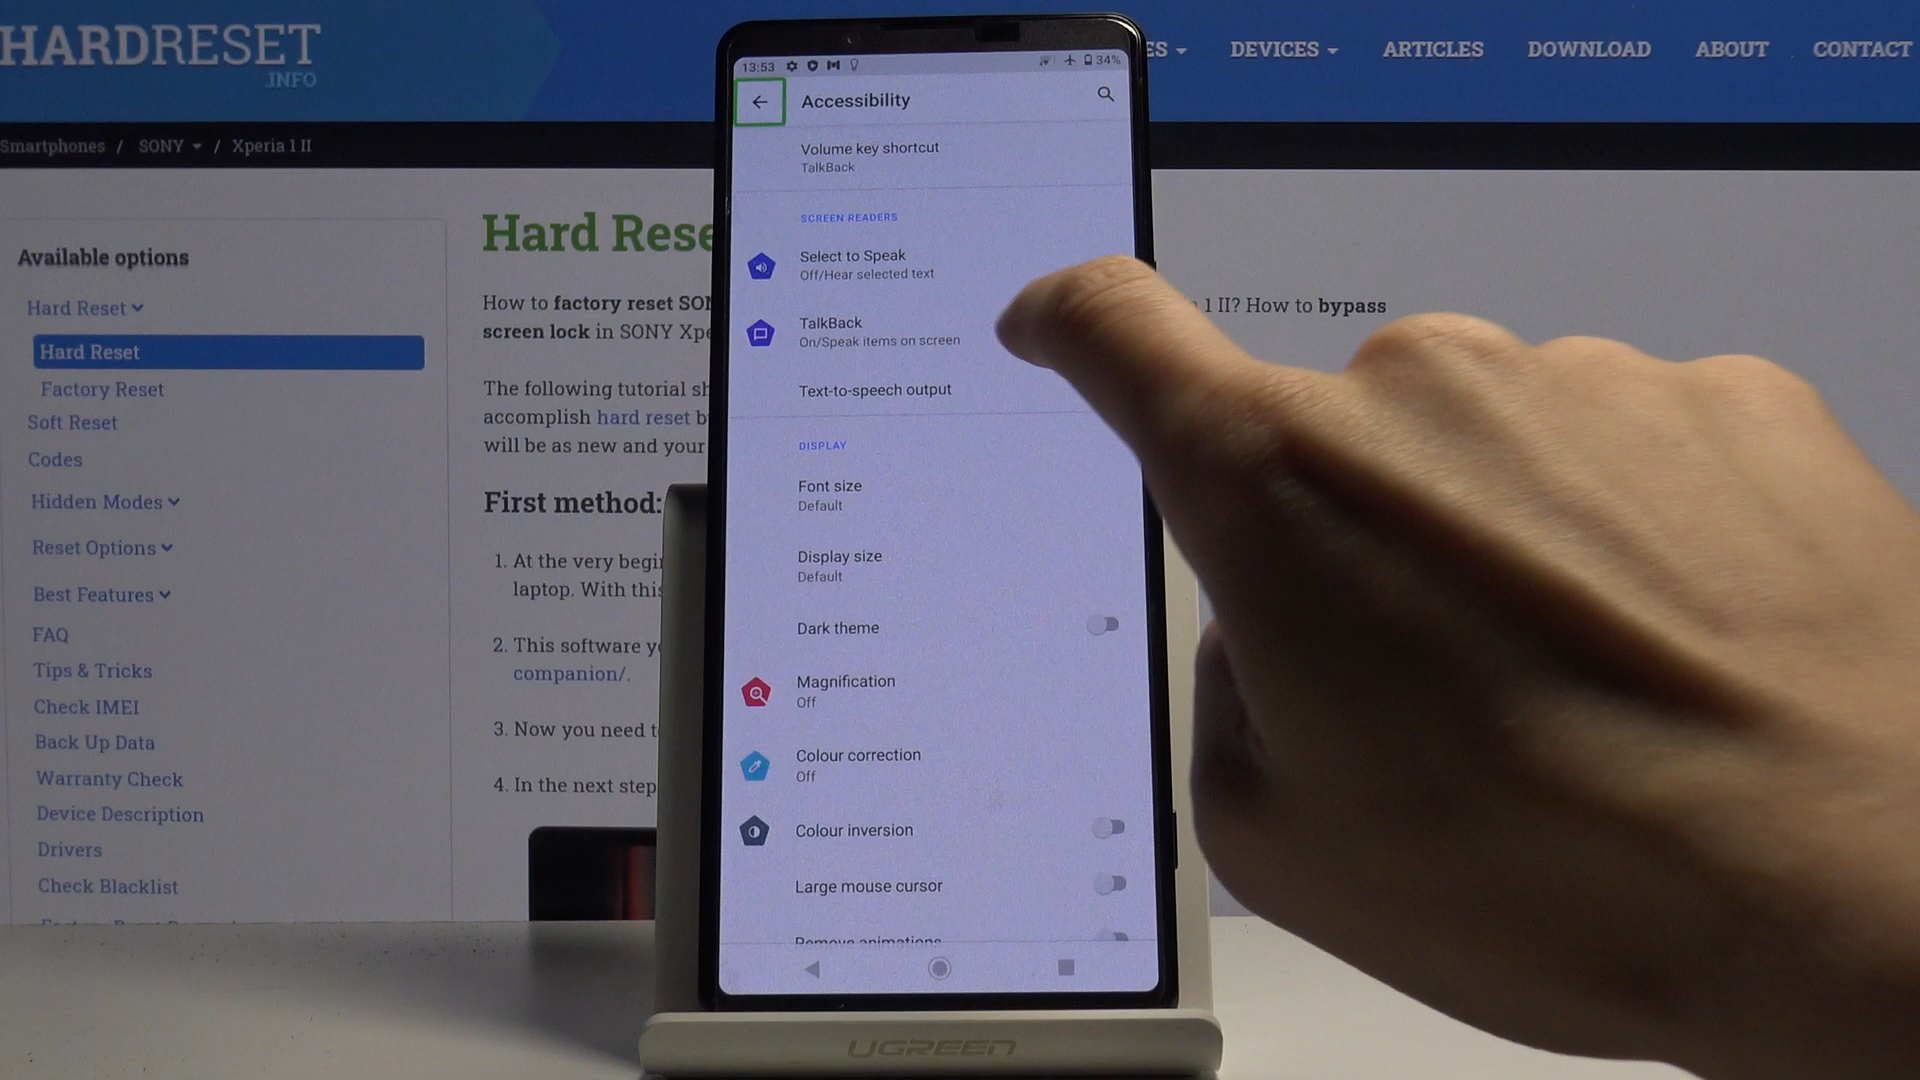 HARDRESET
.INFO
DEVICES
ARTICLES
DOWNLOAD
ABOUT
CONTACT
Smartphones / SONY / Xperia 1 II
Available options
Hard Reset
Hard Reset
Factory Reset
Soft Reset
Codes
Hidden Modes
Reset Options
Best Features
FAQ
Tips & Tricks
Check IMEI
Back Up Data
Warranty Check
Device Description
Drivers
Check Blacklist
Hard Rese
How to factory reset SON
1 II? How to bypass
screen lock in SONY Xpe
The following tutorial sh
accomplish hard reset b
will be as new and your
First method:
1. At the very begi
laptop. With this
2. This software y
companion/.
3. Now you need t
4. In the next step
13:53
34%
Accessibility
Volume key shortcut
TalkBack
SCREEN READERS
Select to Speak
Off/Hear selected text
TalkBack
On/Speak items on screen
Text-to-speech output
DISPLAY
Font size
Default
Display size
Default
Dark theme
Magnification
Off
Colour correction
Off
Colour inversion
Large mouse cursor
Remove animations
UGREEN